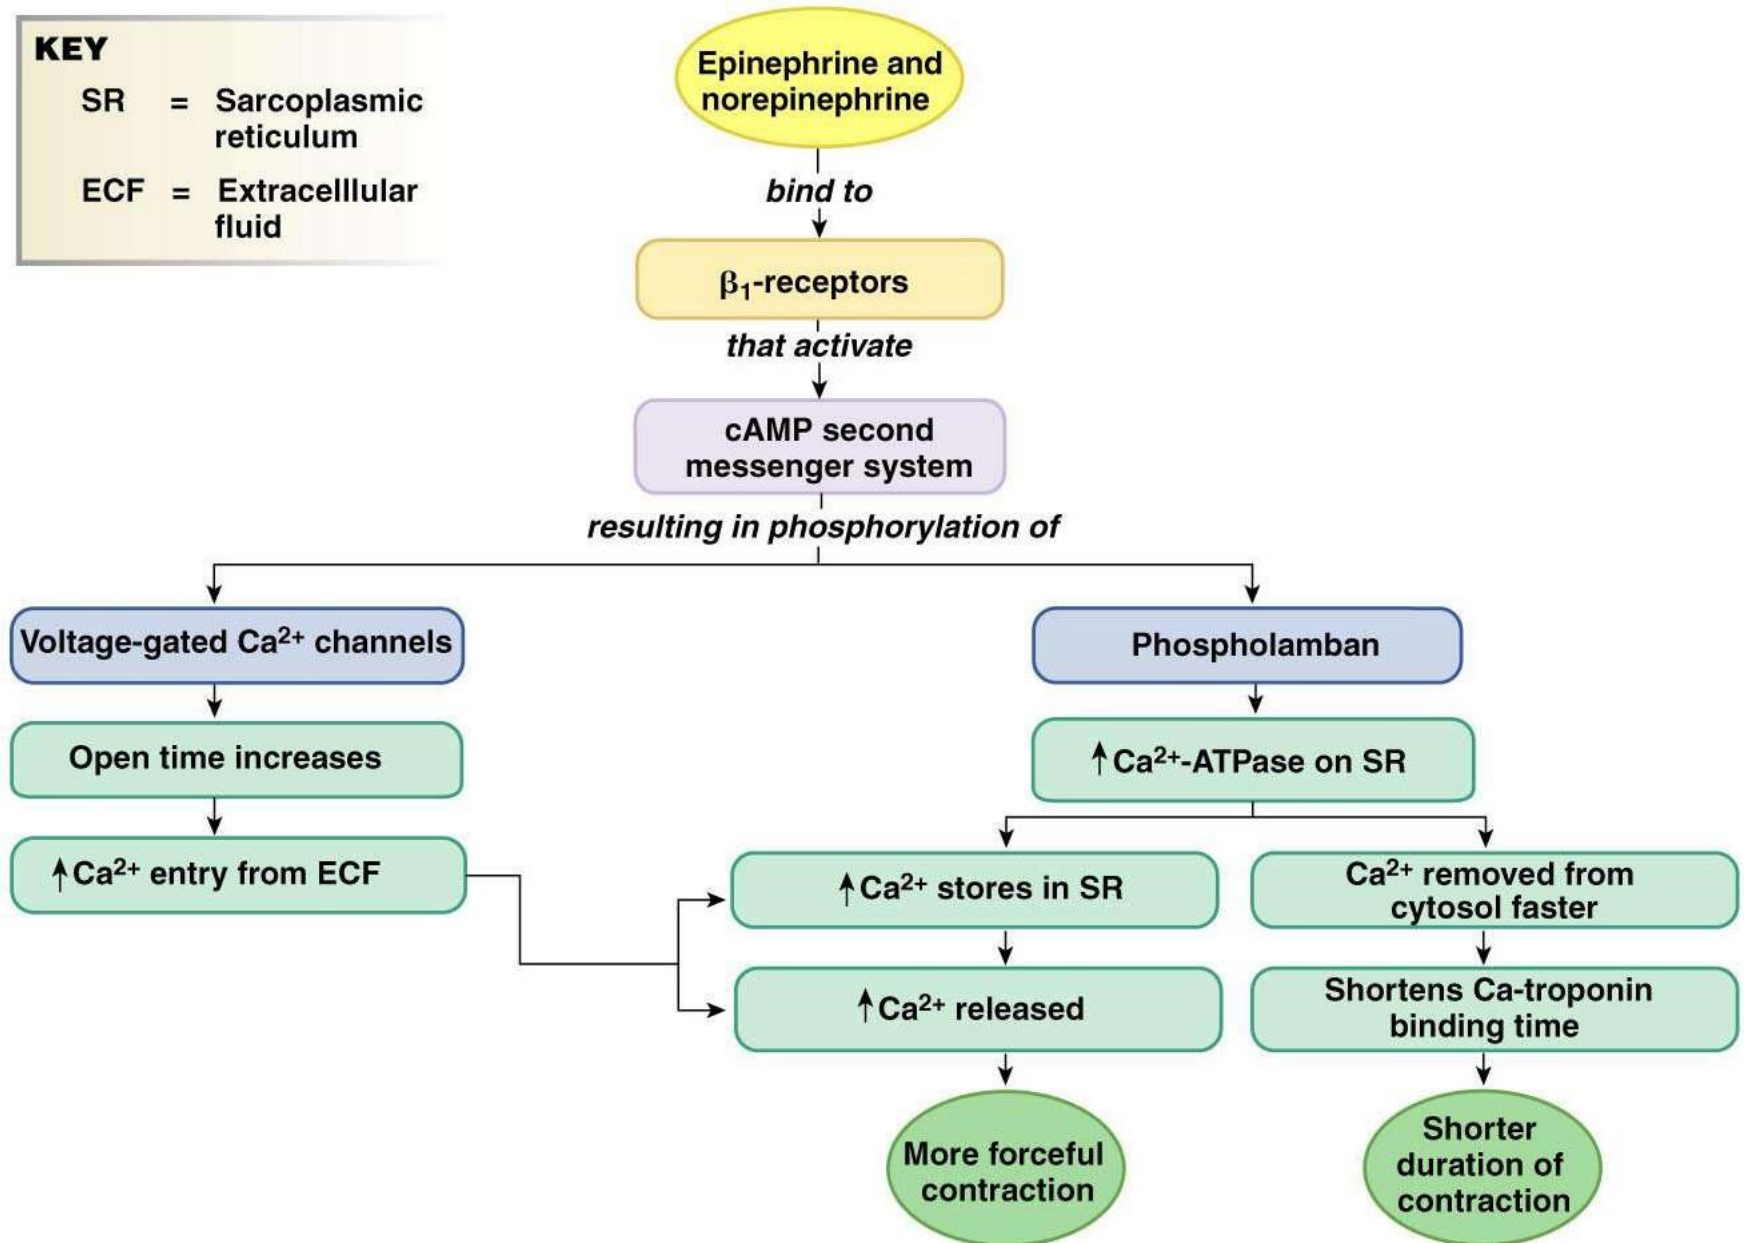 KEY
SR = Sarcoplasmic
reticulum
ECF = Extracelllular
fluid
Epinephrine and
norepinephrine
bind to
β₁-receptors
that activate
cAMP second
messenger system
resulting in phosphorylation of
Voltage-gated Ca²⁺ channels
Open time increases
↑Ca²⁺ entry from ECF
Phospholamban
↑Ca²⁺-ATPase on SR
↑Ca²⁺ stores in SR
↑Ca²⁺ released
More forceful
contraction
Ca²⁺ removed from
cytosol faster
Shortens Ca-troponin
binding time
Shorter
duration of
contraction